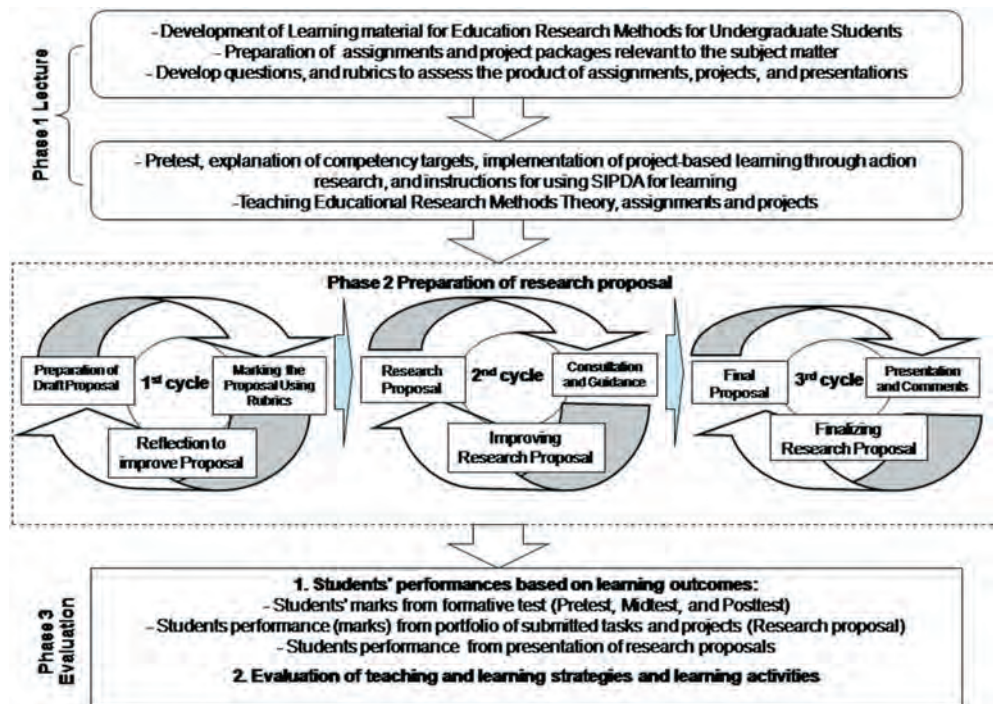 Phase 1 Lecture
- Development of Learning material for Education Research Methods for Undergraduate Students
- Preparation of assignments and project packages relevant to the subject matter
- Develop questions, and rubrics to assess the product of assignments, projects, and presentations
- Pretest, explanation of competency targets, implementation of project-based learning through action
research, and instructions for using SIPDA for learning
-Teaching Educational Research Methods Theory, assignments and projects
Phase 2 Preparation of research proposal
Preparation of
Draft Proposal
1st cycle
Marking the
Proposal Using
Rubrics
Reflection to
improve Proposal
Research
Proposal
2nd cycle
Consultation
and Guidance
Improving
Research Proposal
Final
Proposal
3rd cycle
Presentation
and Comments
Finalizing
Research Proposal
Phase 3
Evaluation
1. Students' performances based on learning outcomes:
- Students' marks from formative test (Pretest, Midtest, and Posttest)
- Students performance (marks) from portfolio of submitted tasks and projects (Research proposal)
- Students performance from presentation of research proposals
2. Evaluation of teaching and learning strategies and learning activities